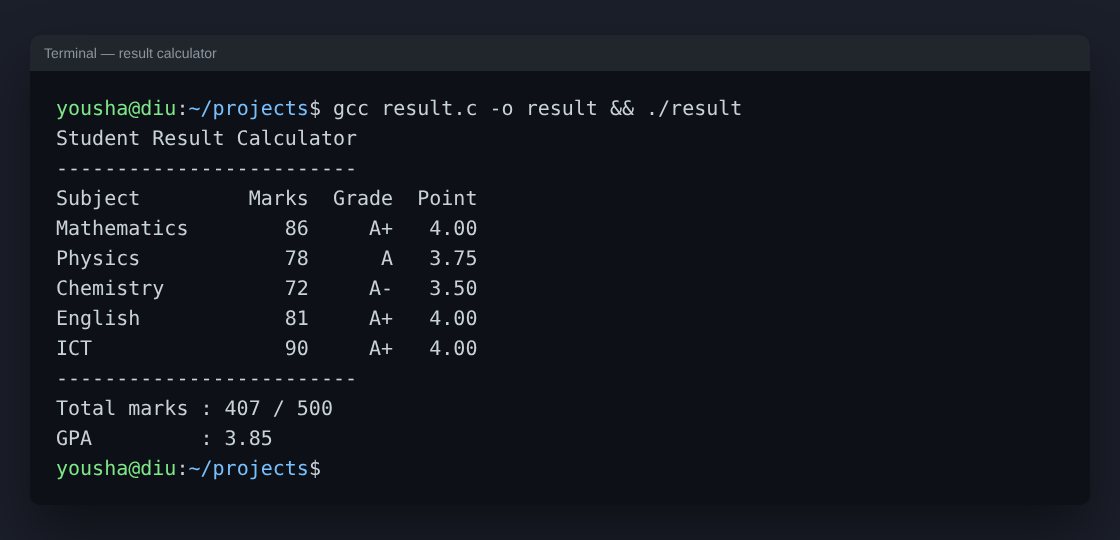 Terminal — result calculator
yousha@diu:~/projects$ gcc result.c -o result && ./result
Student Result Calculator
-------------------------
Subject         Marks  Grade  Point
Mathematics        86     A+   4.00
Physics            78      A   3.75
Chemistry          72     A-   3.50
English            81     A+   4.00
ICT                90     A+   4.00
-------------------------
Total marks : 407 / 500
GPA         : 3.85
yousha@diu:~/projects$